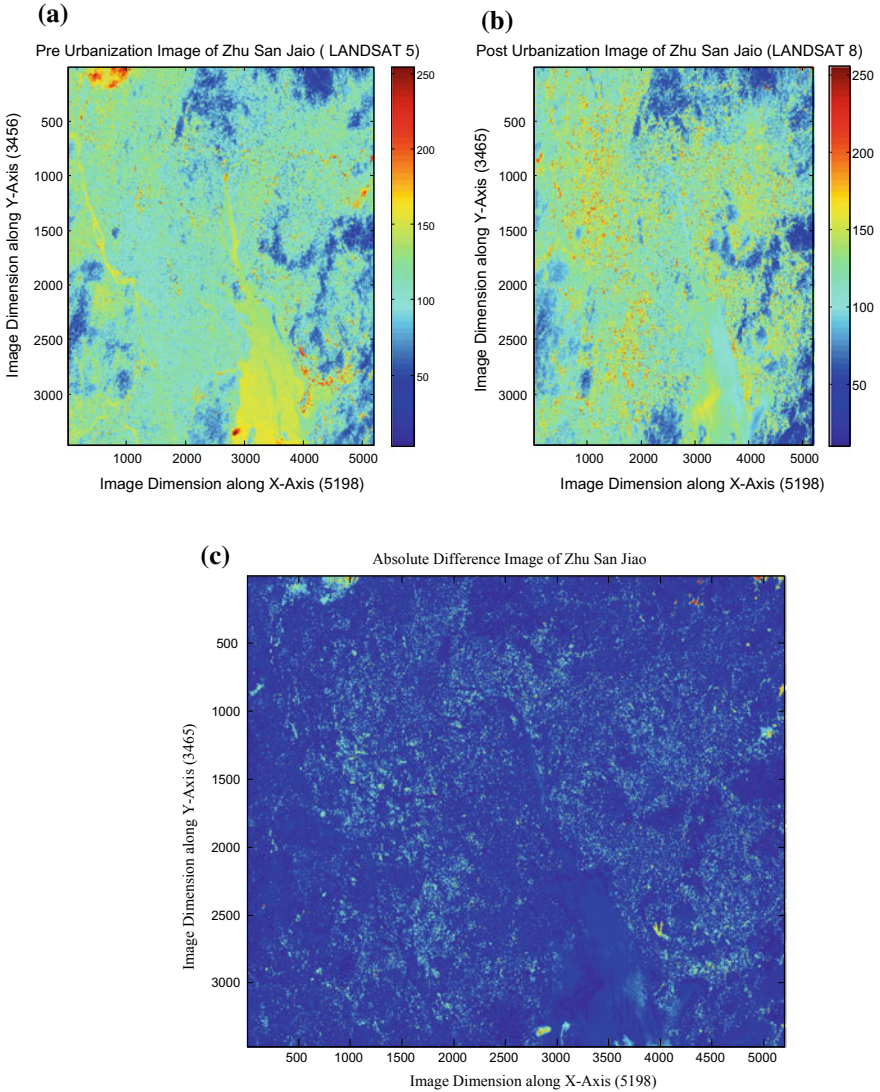 (a)
Pre Urbanization Image of Zhu San Jaio ( LANDSAT 5)
Image Dimension along Y-Axis (3456)
500
1000
1500
2000
2500
3000
1000 2000 3000 4000 5000
Image Dimension along X-Axis (5198)
250
200
150
100
50
(b)
Post Urbanization Image of Zhu San Jaio (LANDSAT 8)
Image Dimension along Y-Axis (3465)
500
1000
1500
2000
2500
3000
1000 2000 3000 4000 5000
Image Dimension along X-Axis (5198)
250
200
150
100
50
(c)
Absolute Difference Image of Zhu San Jiao
Image Dimension along Y-Axis (3465)
500
1000
1500
2000
2500
3000
500 1000 1500 2000 2500 3000 3500 4000 4500 5000
Image Dimension along X-Axis (5198)